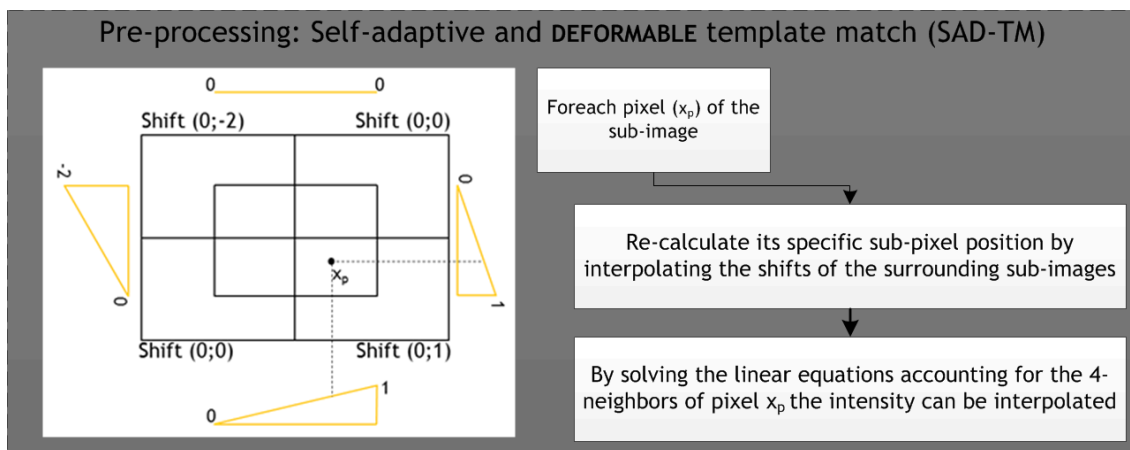 Pre-processing: Self-adaptive and DEFORMABLE template match (SAD-TM)
0 0
Shift (0;-2) Shift (0;0)
-2
0
0
1
xp
Shift (0;0) Shift (0;1)
0
1
Foreach pixel (xp) of the
sub-image
Re-calculate its specific sub-pixel position by
interpolating the shifts of the surrounding sub-images
By solving the linear equations accounting for the 4-
neighbors of pixel xp the intensity can be interpolated